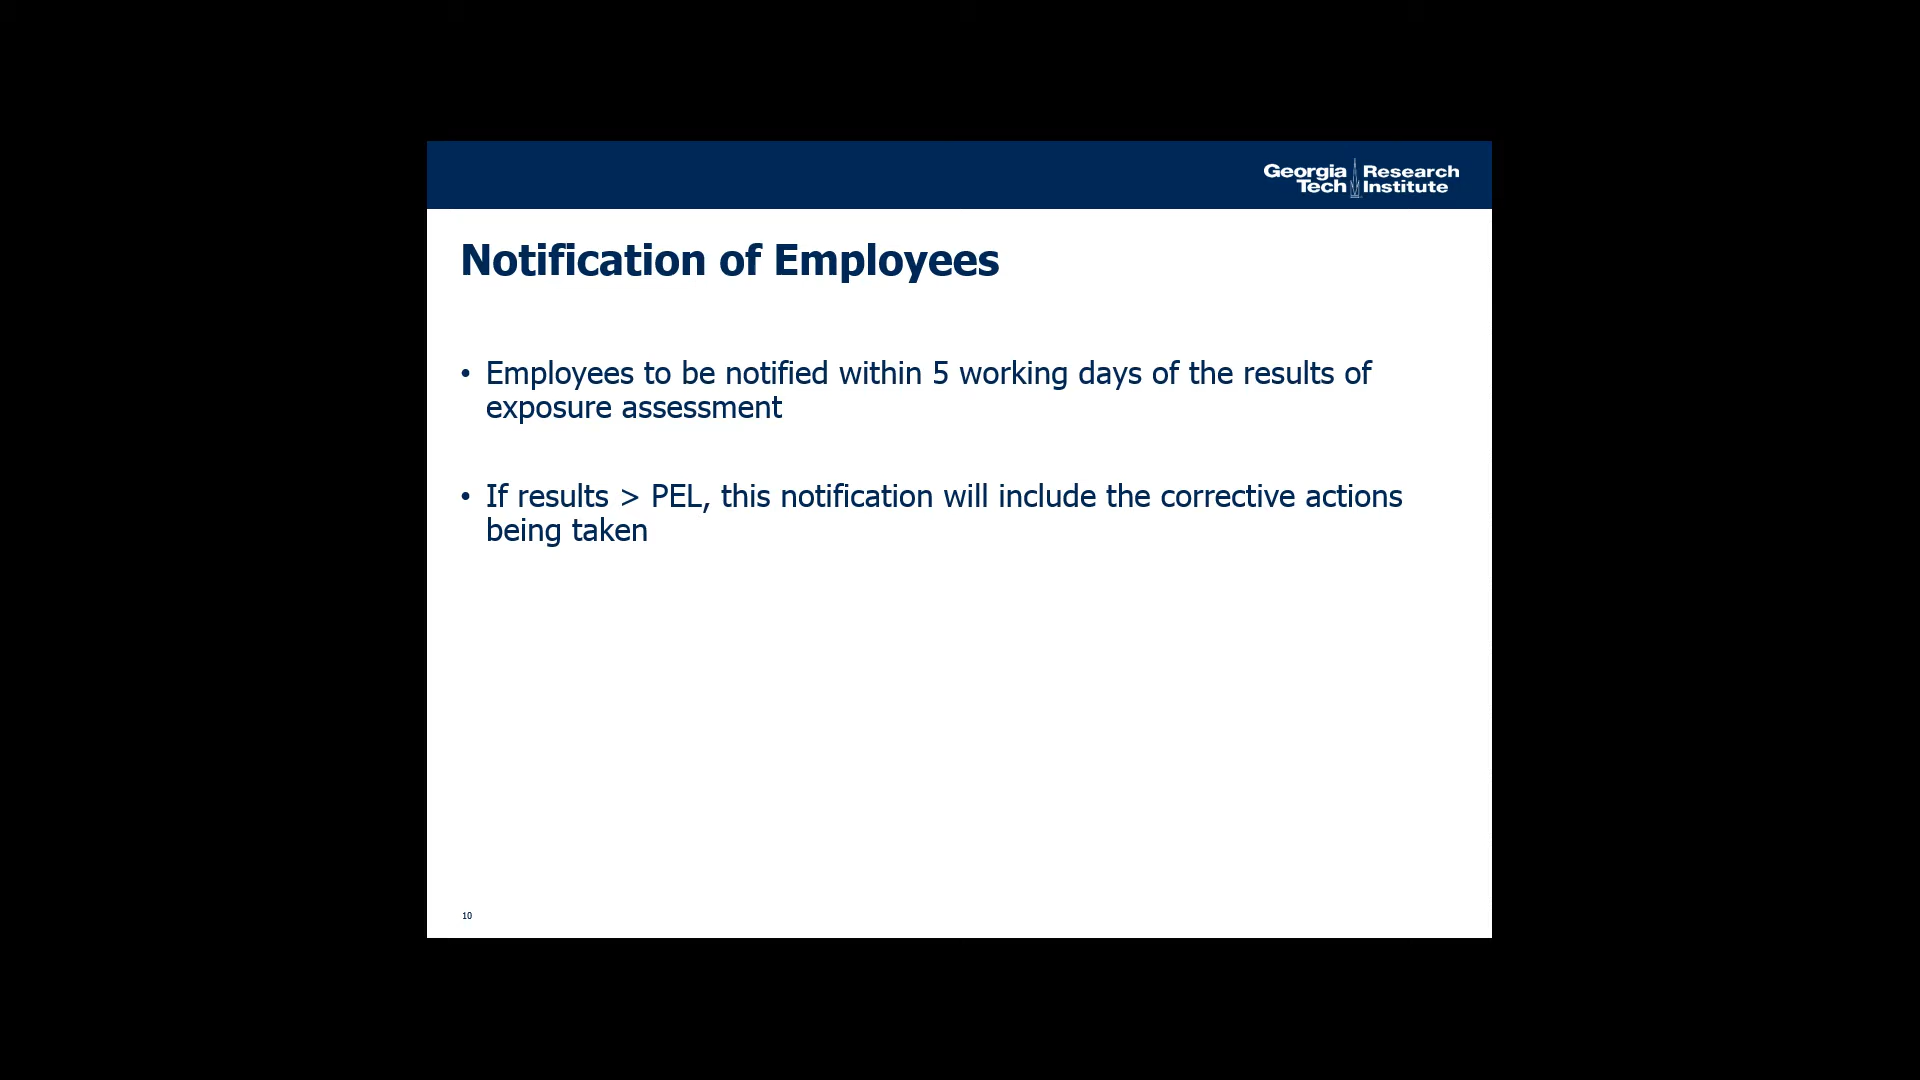 Georgia Tech Research Institute
Notification of Employees
• Employees to be notified within 5 working days of the results of
exposure assessment
• If results > PEL, this notification will include the corrective actions
being taken
10